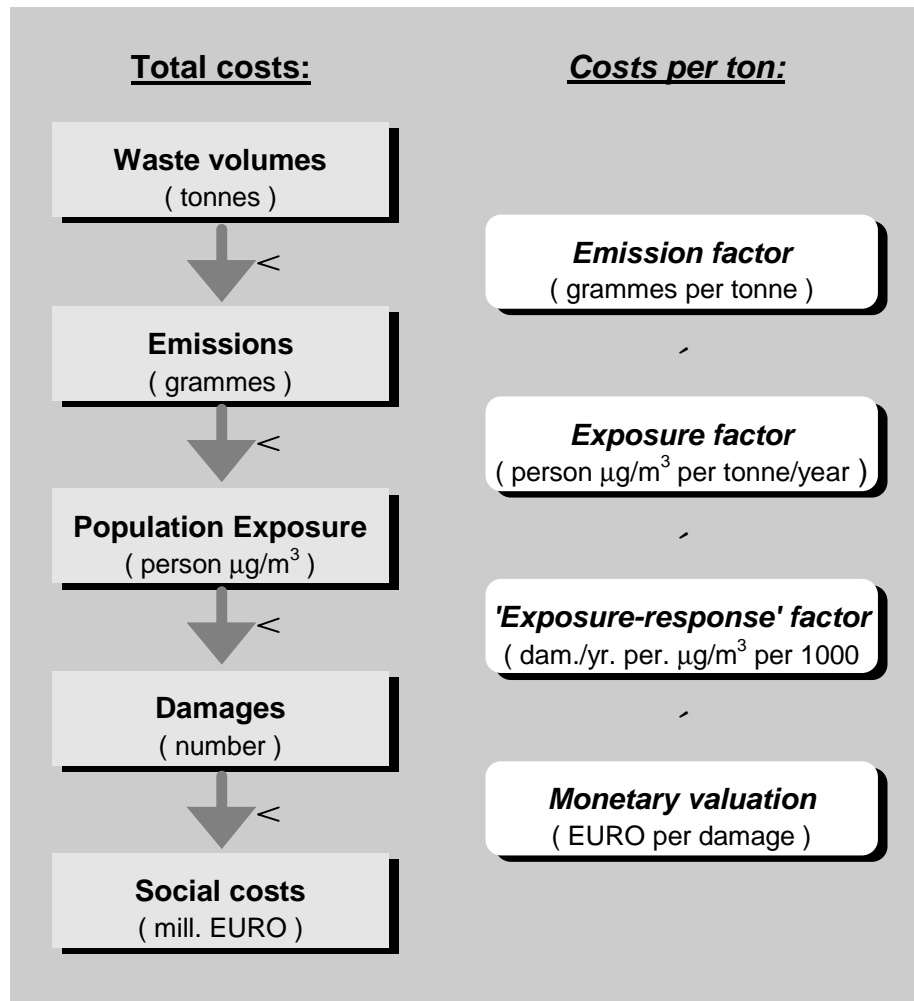 Total costs:
Waste volumes
( tonnes )
<
Emissions
( grammes )
<
Population Exposure
( person μg/m³ )
<
Damages
( number )
<
Social costs
( mill. EURO )
Costs per ton:
Emission factor
( grammes per tonne )
′
Exposure factor
( person μg/m³ per tonne/year )
′
'Exposure-response' factor
( dam./yr. per. μg/m³ per 1000
′
Monetary valuation
( EURO per damage )